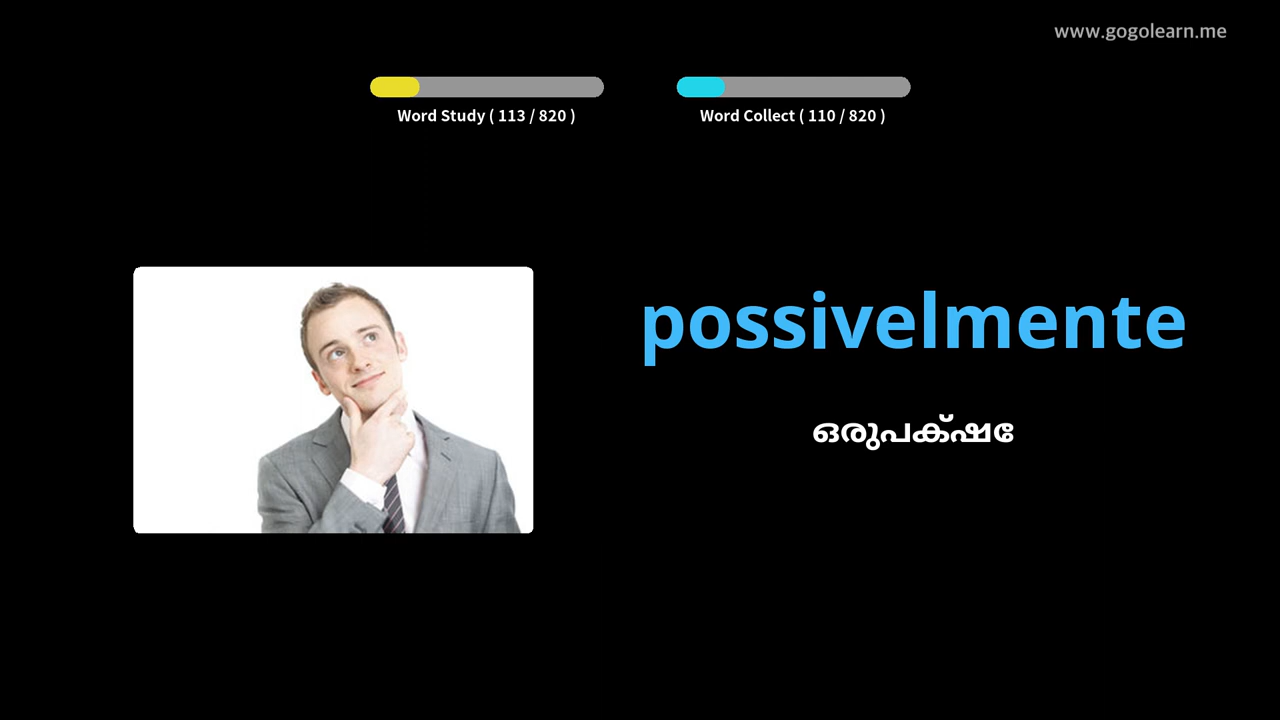 www.gogolearn.me
Word Study ( 113 / 820 )
Word Collect ( 110 / 820 )
possivelmente
ഒരുപക്ഷേ